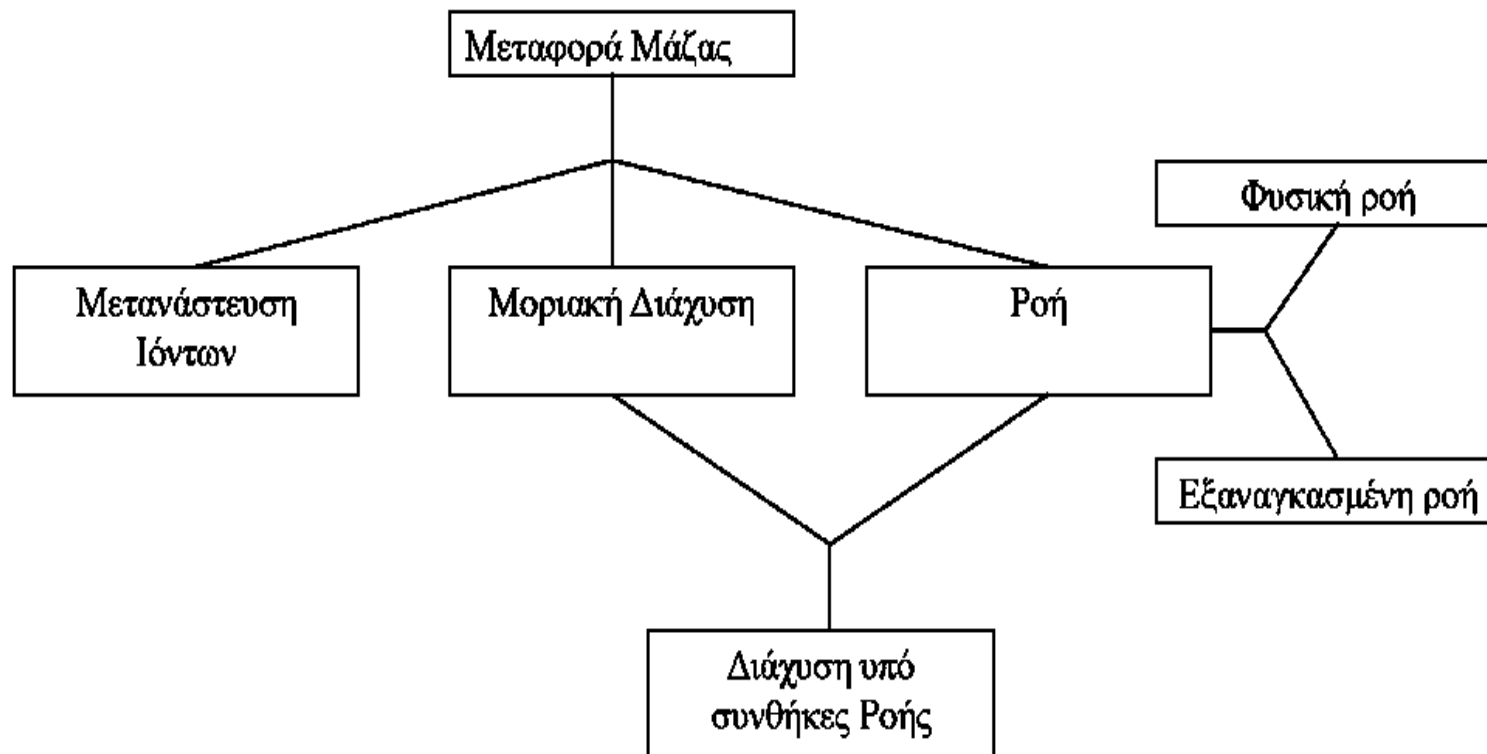 Μεταφορά Μάζας
Φυσική ροή
Μετανάστευση
Ιόντων
Μοριακή Διάχυση
Ροή
Εξαναγκασμένη ροή
Διάχυση υπό
συνθήκες Ροής